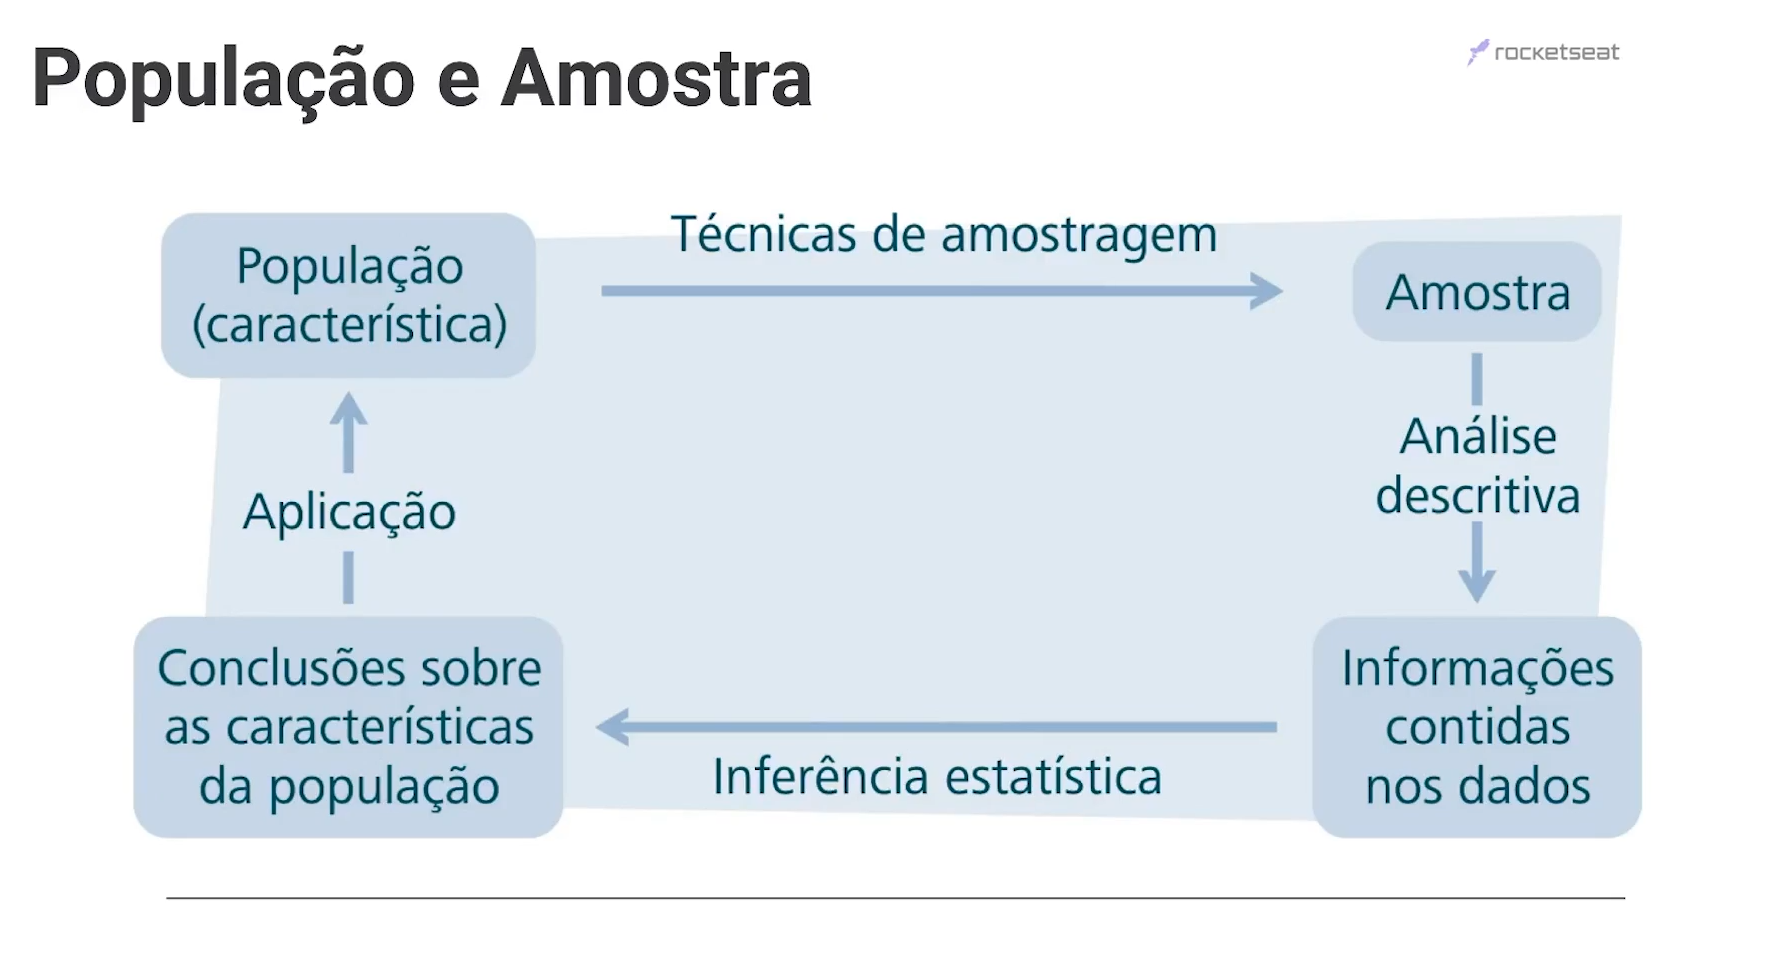 População e Amostra
rocketseat
População
(característica)
Técnicas de amostragem
Amostra
Análise
descritiva
Aplicação
Conclusões sobre
as características
da população
Inferência estatística
Informações
contidas
nos dados